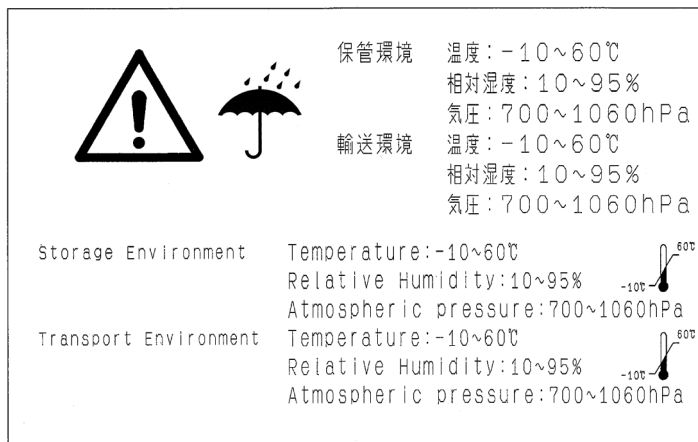 保管環境 温度:-10~60℃
相対湿度:10~95%
気圧:700~1060hPa
輸送環境 温度:-10~60℃
相対湿度:10~95%
気圧:700~1060hPa
Storage Environment Temperature:-10~60℃
Relative Humidity:10~95%
Atmospheric pressure:700~1060hPa
60℃
-10℃
Transport Environment Temperature:-10~60℃
Relative Humidity:10~95%
Atmospheric pressure:700~1060hPa
60℃
-10℃